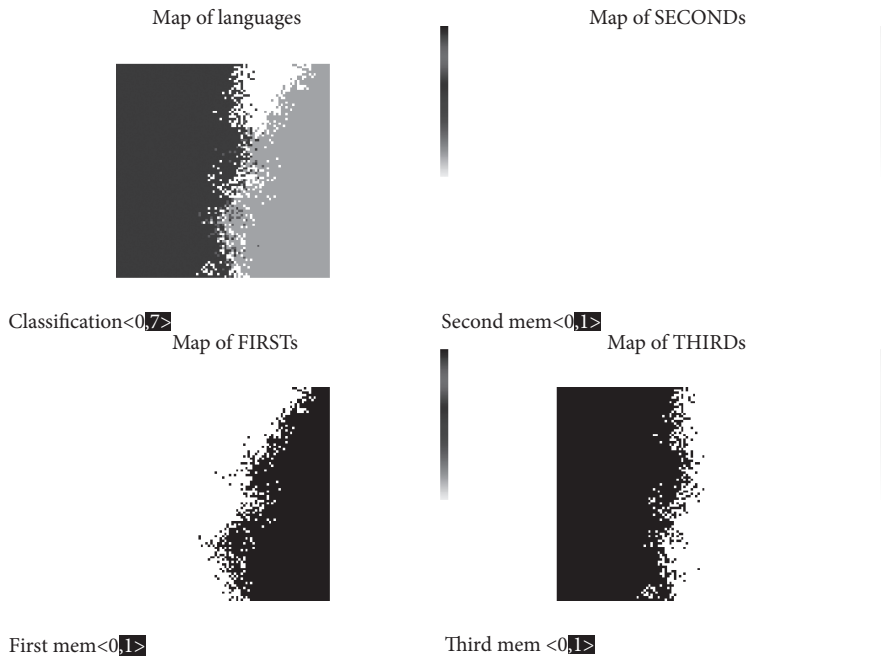 Map of languages
Map of SECONDs
Classification<0,7>
Second mem<0,1>
Map of FIRSTs
Map of THIRDs
First mem<0,1>
Third mem <0,1>